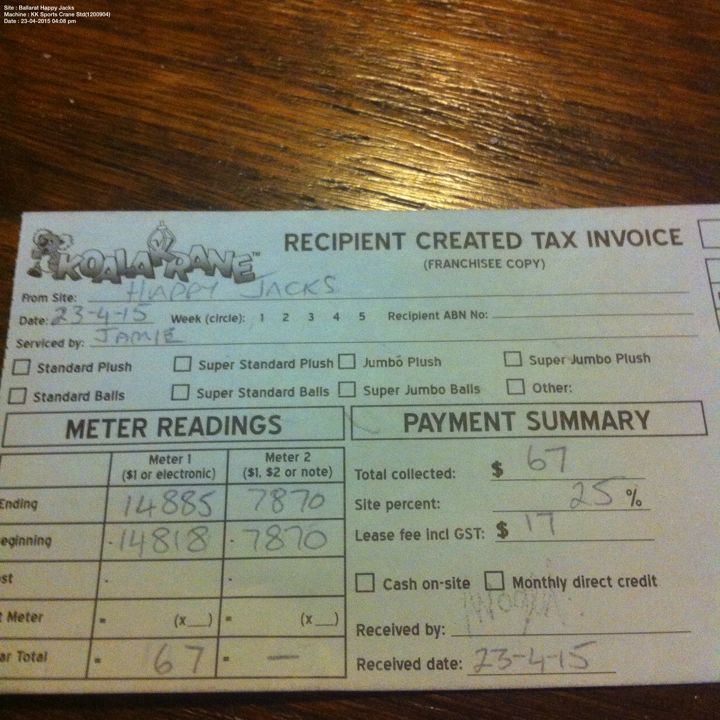 Site : Ballarat Happy Jacks
Machine : KK Sports Crane Std(1200904)
Date : 23-04-2015 04:08 pm
KOALA KRANE™
RECIPIENT CREATED TAX INVOICE
(FRANCHISEE COPY)
From Site: HAPPY JACKS
Date: 23-4-15 Week (circle): 1 2 3 4 5 Recipient ABN No:
Serviced by: JAMIE
Standard Plush Super Standard Plush Jumbo Plush Super Jumbo Plush
Standard Balls Super Standard Balls Super Jumbo Balls Other:
METER READINGS PAYMENT SUMMARY
Meter 1 Meter 2
($1 or electronic) ($1, $2 or note)
Total collected: $ 67
Ending 14885 7870
Site percent: 25 %
eginning -14818 - 7870
Lease fee incl GST: $ 17
st - -
Cash on-site Monthly direct credit
t Meter = (x__) = (x__)
Received by:
ar Total = 67 = —
Received date: 23-4-15